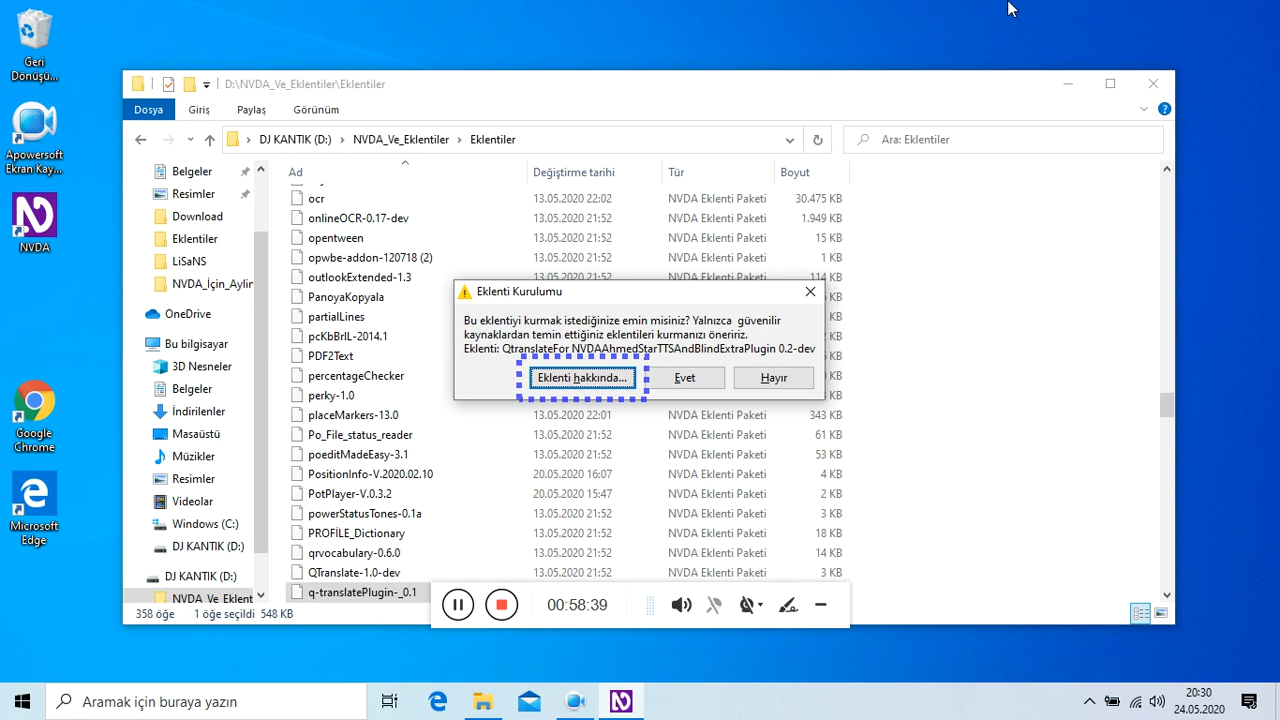 Geri
Dönüşü...
Apowersoft
Ekran Kay...
NVDA
Google
Chrome
Microsoft
Edge
D:\NVDA_Ve_Eklentiler\Eklentiler
Dosya Giriş Paylaş Görünüm
DJ KANTIK (D:) NVDA_Ve_Eklentiler Eklentiler
Ara: Eklentiler
Belgeler
Resimler
Download
Eklentiler
LiSaNS
NVDA_İçin_Aylin
OneDrive
Bu bilgisayar
3D Nesneler
Belgeler
İndirilenler
Masaüstü
Müzikler
Resimler
Videolar
Windows (C:)
DJ KANTIK (D:)
DJ KANTIK (D:)
NVDA_Ve_Eklent
Ad Değiştirme tarihi Tür Boyut
ocr 13.05.2020 22:02 NVDA Eklenti Paketi 30.475 KB
onlineOCR-0.17-dev 13.05.2020 21:52 NVDA Eklenti Paketi 1.949 KB
opentween 13.05.2020 21:52 NVDA Eklenti Paketi 15 KB
opwbe-addon-120718 (2) 13.05.2020 21:52 NVDA Eklenti Paketi 1 KB
outlookExtended-1.3 13.05.2020 21:52 NVDA Eklenti Paketi 114 KB
PanoyaKopyala
partialLines
pcKbBrlL-2014.1
PDF2Text
percentageChecker
perky-1.0
placeMarkers-13.0 13.05.2020 22:01 NVDA Eklenti Paketi 343 KB
Po_File_status_reader 13.05.2020 21:52 NVDA Eklenti Paketi 61 KB
poeditMadeEasy-3.1 13.05.2020 21:52 NVDA Eklenti Paketi 53 KB
PositionInfo-V.2020.02.10 20.05.2020 16:07 NVDA Eklenti Paketi 4 KB
PotPlayer-V.0.3.2 20.05.2020 15:47 NVDA Eklenti Paketi 2 KB
powerStatusTones-0.1a 13.05.2020 21:52 NVDA Eklenti Paketi 3 KB
PROFİLE_Dictionary 13.05.2020 21:52 NVDA Eklenti Paketi 18 KB
qrvocabulary-0.6.0 13.05.2020 21:52 NVDA Eklenti Paketi 14 KB
QTranslate-1.0-dev 13.05.2020 21:52 NVDA Eklenti Paketi 3 KB
q-translatePlugin-_0.1
Eklenti Kurulumu
Bu eklentiyi kurmak istediğinize emin misiniz? Yalnızca güvenilir
kaynaklardan temin ettiğiniz eklentileri kurmanızı öneririz.
Eklenti: QtranslateFor NVDAAhmedStarTTSAndBlindExtraPlugin 0.2-dev
Eklenti hakkında... Evet Hayır
00:58:39
358 öğe 1 öğe seçildi 548 KB
Aramak için buraya yazın
20:30
24.05.2020